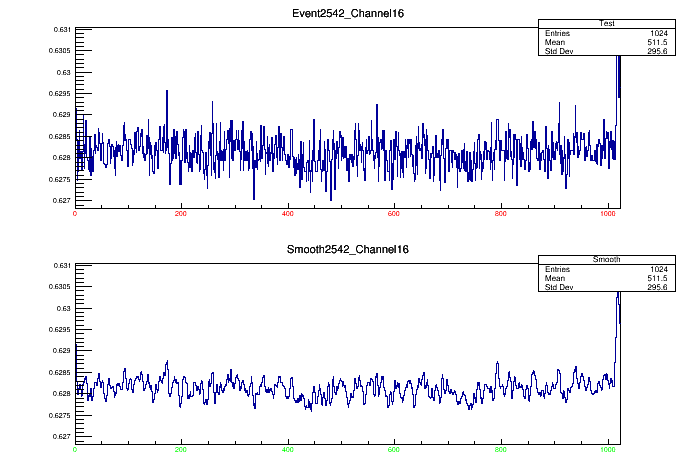 Event2542_Channel16
Test
Entries 1024
Mean 511.5
Std Dev 295.6
0.631
0.6305
0.63
0.6295
0.629
0.6285
0.628
0.6275
0.627
0 200 400 600 800 1000
Smooth2542_Channel16
Smooth
Entries 1024
Mean 511.5
Std Dev 295.6
0.631
0.6305
0.63
0.6295
0.629
0.6285
0.628
0.6275
0.627
0 200 400 600 800 1000